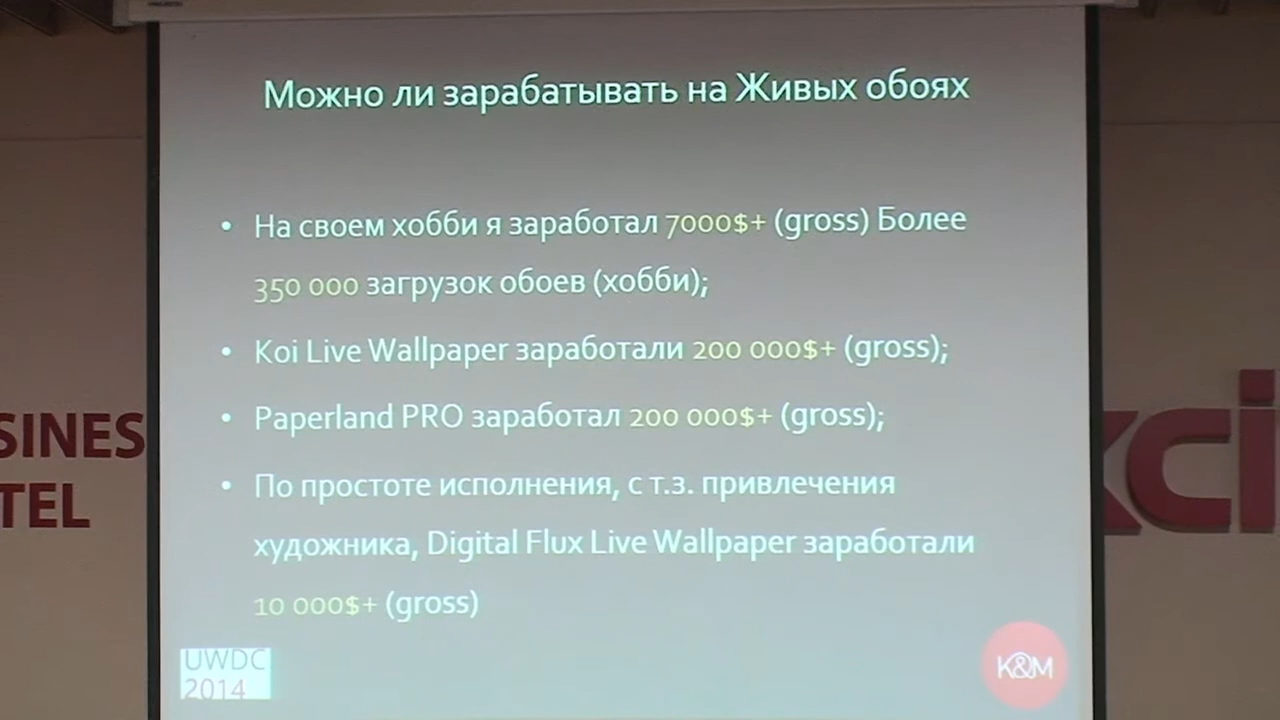 Можно ли зарабатывать на Живых обоях
• На своем хобби я заработал 7000$+ (gross) Более
350 000 загрузок обоев (хобби);
• Koi Live Wallpaper заработали 200 000$+ (gross);
• Paperland PRO заработал 200 000$+ (gross);
• По простоте исполнения, с т.з. привлечения
художника, Digital Flux Live Wallpaper заработали
10 000$+ (gross)
SINES
TEL
UWDC
2014
K&M